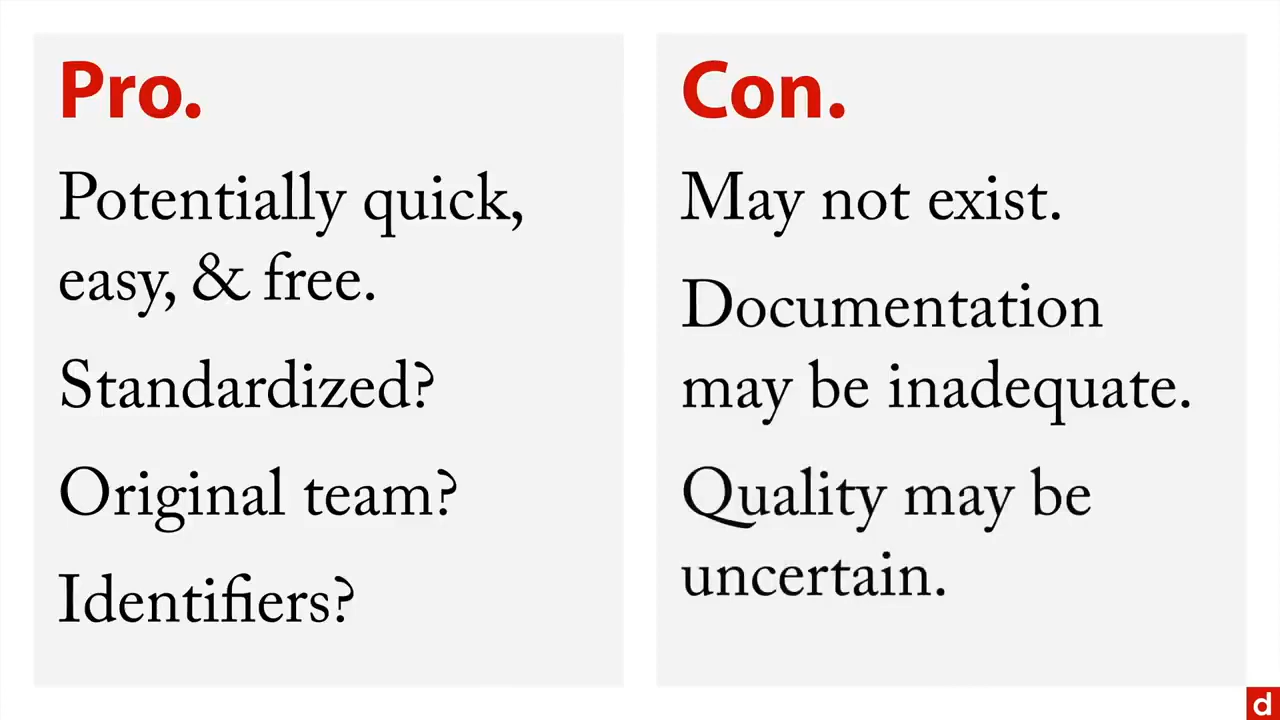 Pro.
Potentially quick,
easy, & free.
Standardized?
Original team?
Identifiers?
Con.
May not exist.
Documentation
may be inadequate.
Quality may be
uncertain.
d